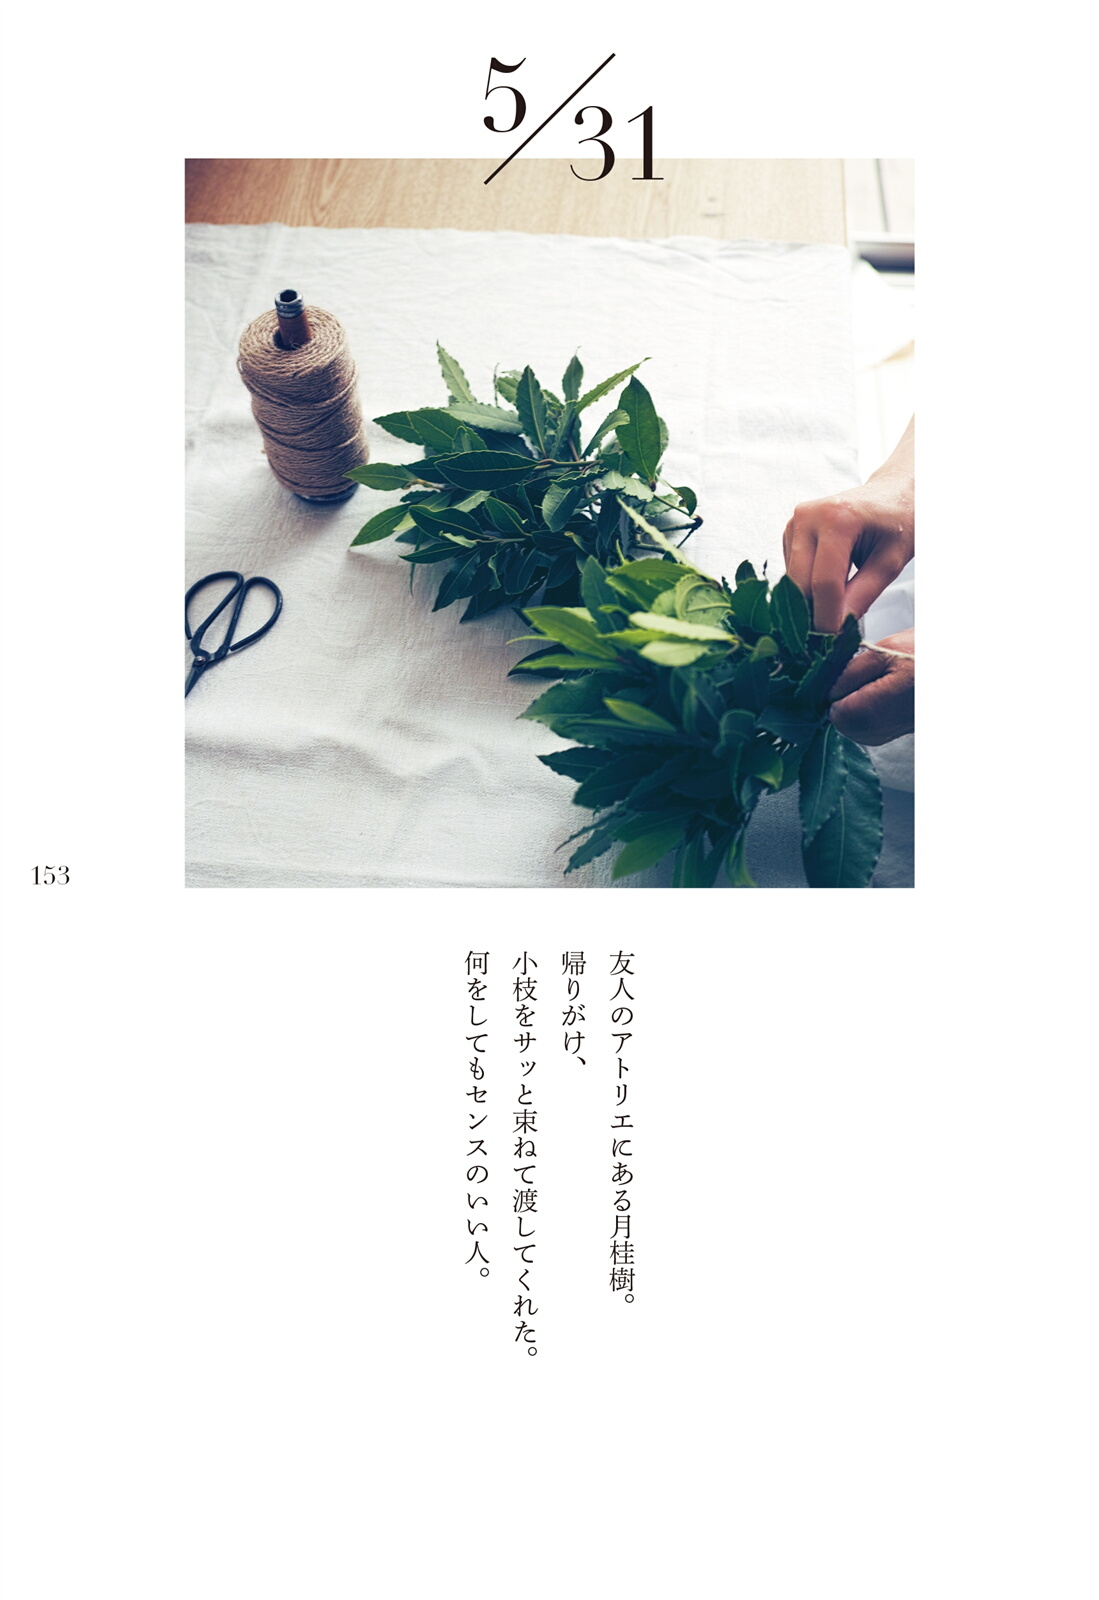 5/31
友人のアトリエにある月桂樹。
帰りがけ、
小枝をサッと束ねて渡してくれた。
何をしてもセンスのいい人。
153